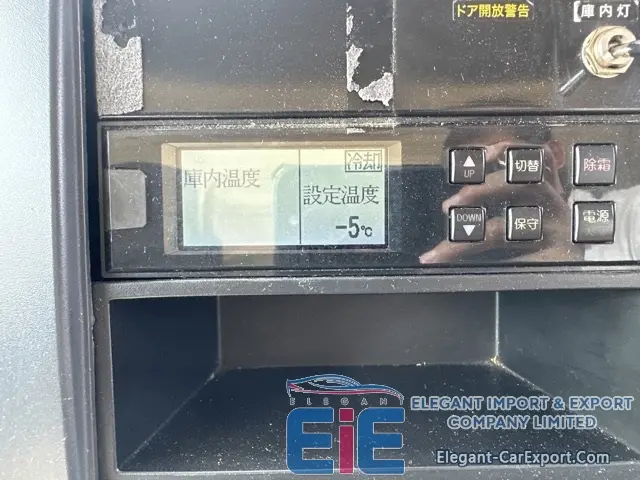 ドア開放警告
【庫内灯】
庫内温度
冷却
設定温度
-5℃
▲
UP
切替
除霜
DOWN
▼
保守
電源
ELEGANT
EiE
ELEGANT IMPORT & EXPORT
COMPANY LIMITED
Elegant-CarExport.Com